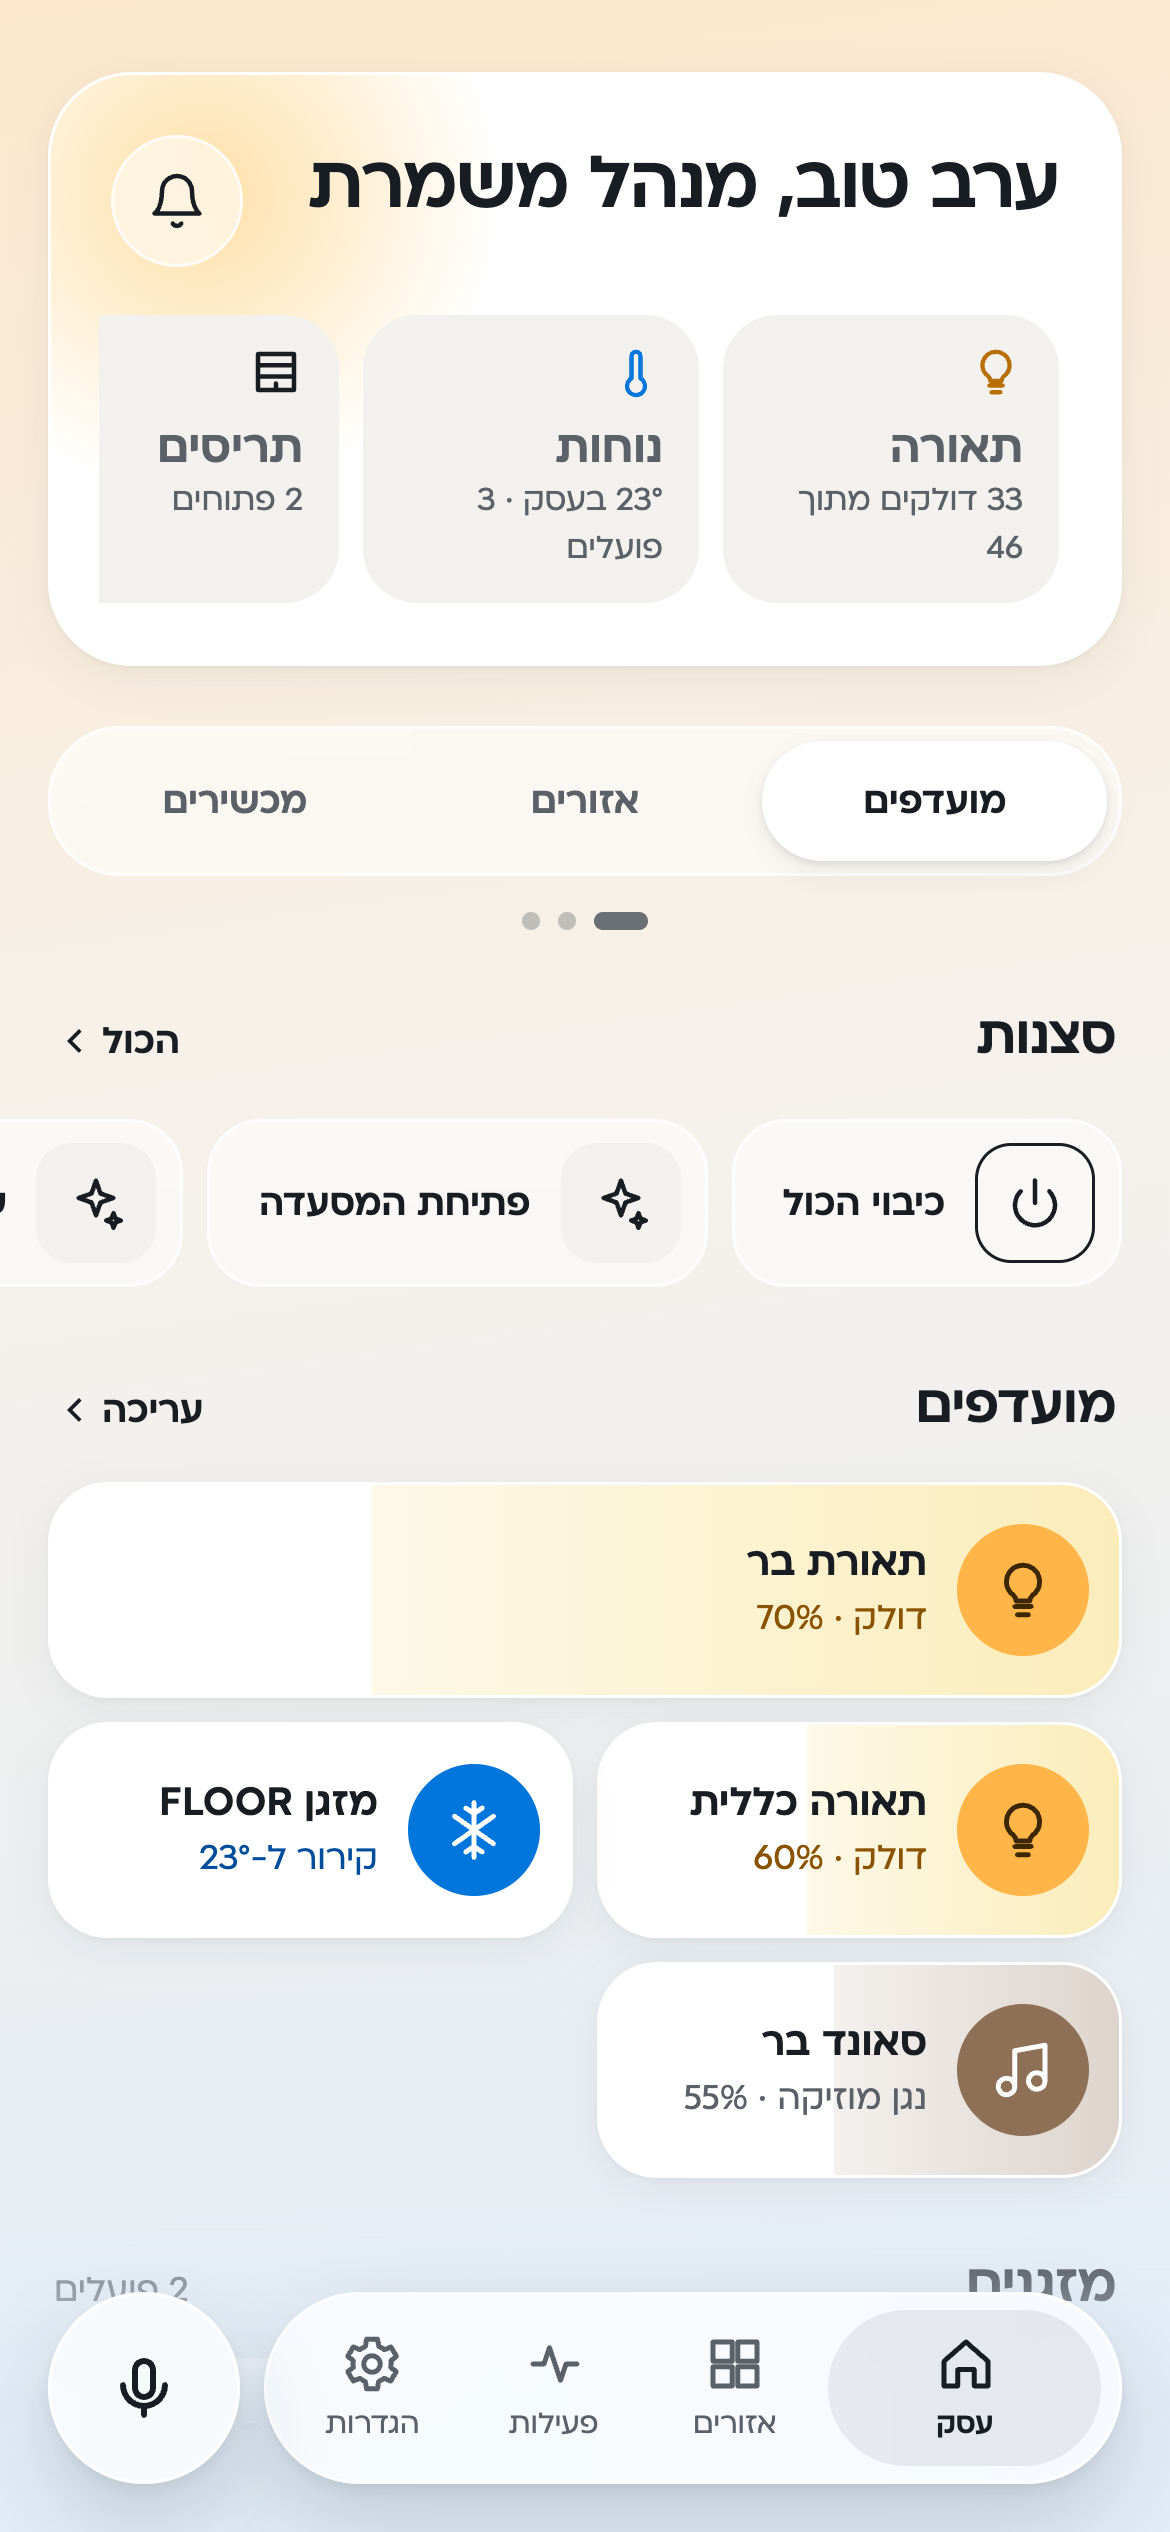 ערב טוב, מנהל משמרת
תאורה
33 דולקים מתוך
46
נוחות
23° בעסק · 3
פועלים
תריסים
2 פתוחים
מועדפים
אזורים
מכשירים
סצנות
הכול
כיבוי הכול
פתיחת המסעדה
מועדפים
עריכה
תאורת בר
דולק · 70%
תאורה כללית
דולק · 60%
מזגן FLOOR
קירור ל-23°
סאונד בר
נגן מוזיקה · 55%
מזגנים
2 פועלים
עסק
אזורים
פעילות
הגדרות